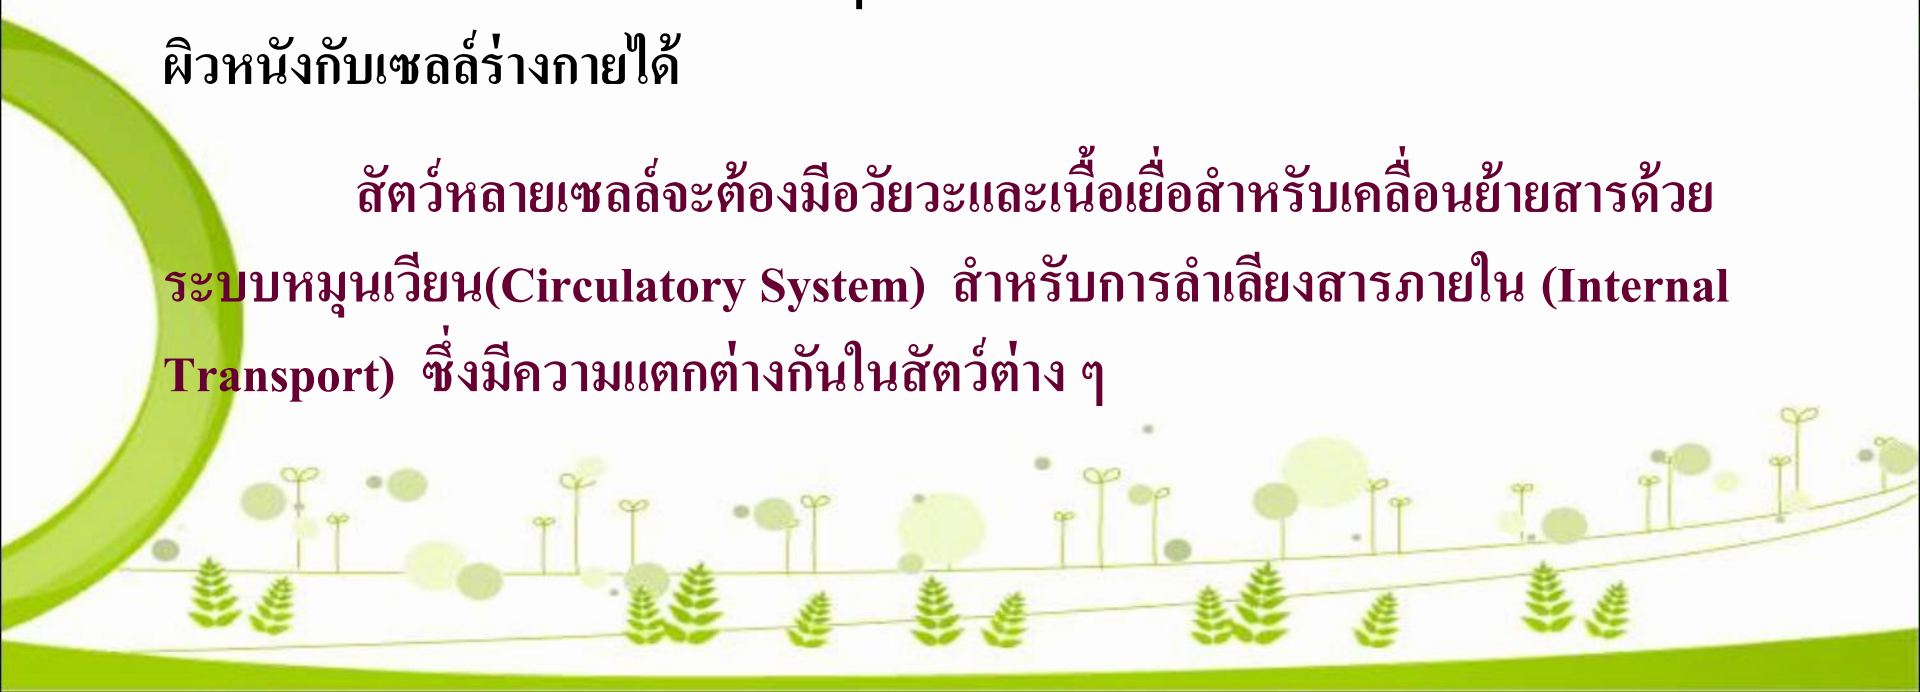 ผิวหนังกับเซลล์ร่างกายได้
สัตว์หลายเซลล์จะต้องมีอวัยวะและเนื้อเยื่อสำหรับเคลื่อนย้ายสารด้วย
ระบบหมุนเวียน(Circulatory System) สำหรับการลำเลียงสารภายใน (Internal
Transport) ซึ่งมีความแตกต่างกันในสัตว์ต่าง ๆ